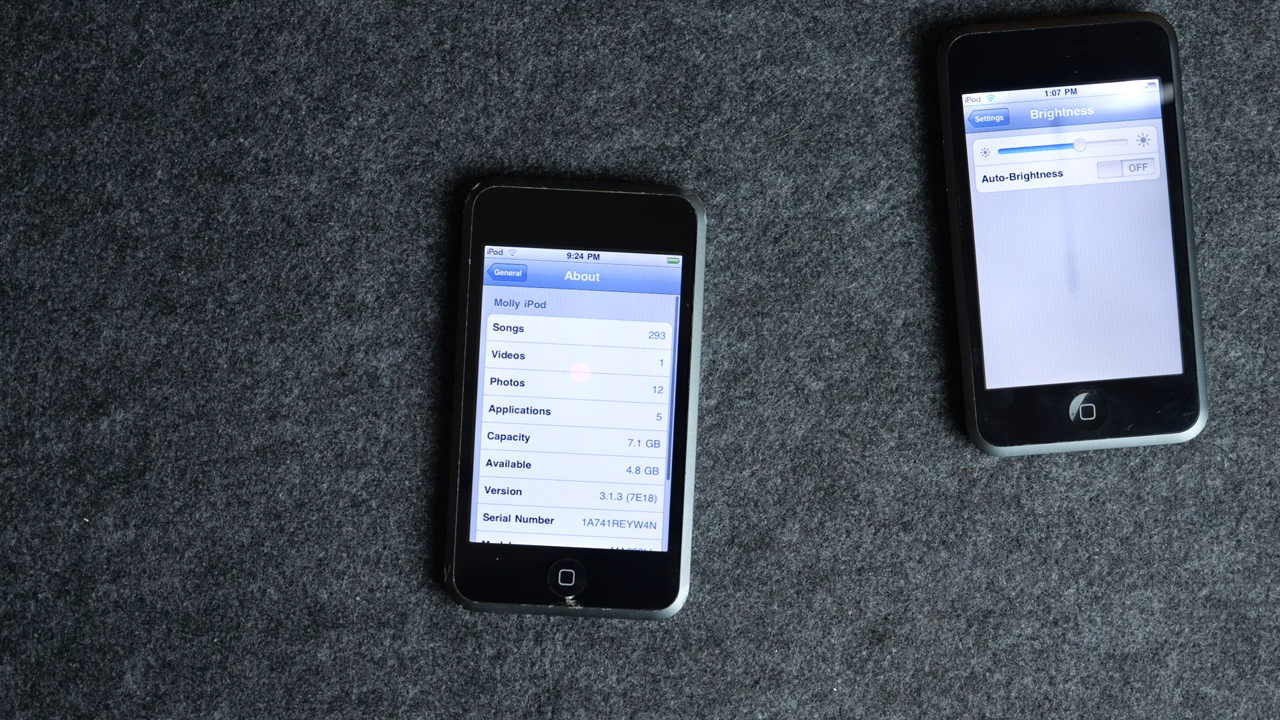 iPod 9:24 PM
General About
Molly iPod
Songs 293
Videos 1
Photos 12
Applications 5
Capacity 7.1 GB
Available 4.8 GB
Version 3.1.3 (7E18)
Serial Number 1A741REYW4N
iPod 1:07 PM
Settings Brightness
Auto-Brightness OFF